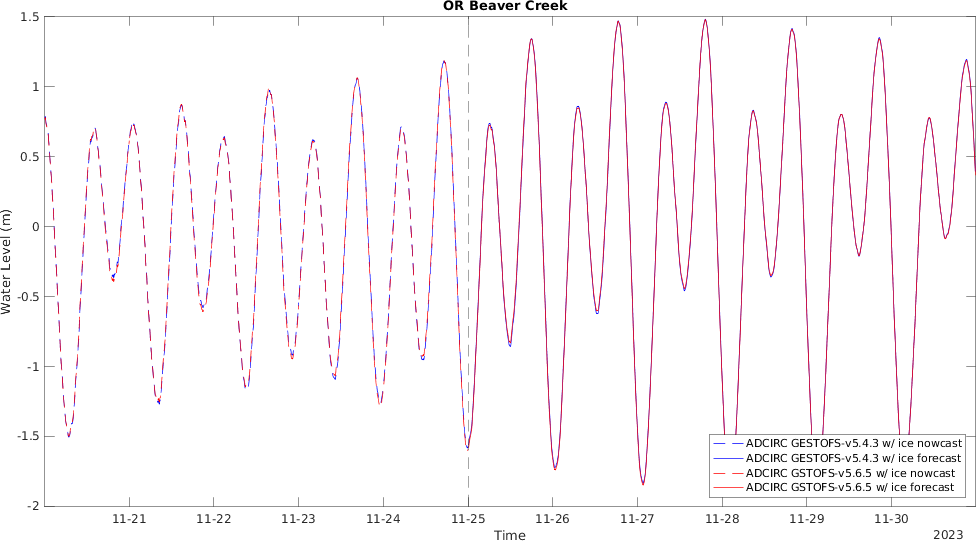 OR Beaver Creek
1.5
1
0.5
0
-0.5
-1
-1.5
-2
Water Level (m)
11-21 11-22 11-23 11-24 11-25 11-26 11-27 11-28 11-29 11-30
Time
2023
ADCIRC GESTOFS-v5.4.3 w/ ice nowcast
ADCIRC GESTOFS-v5.4.3 w/ ice forecast
ADCIRC GSTOFS-v5.6.5 w/ ice nowcast
ADCIRC GSTOFS-v5.6.5 w/ ice forecast